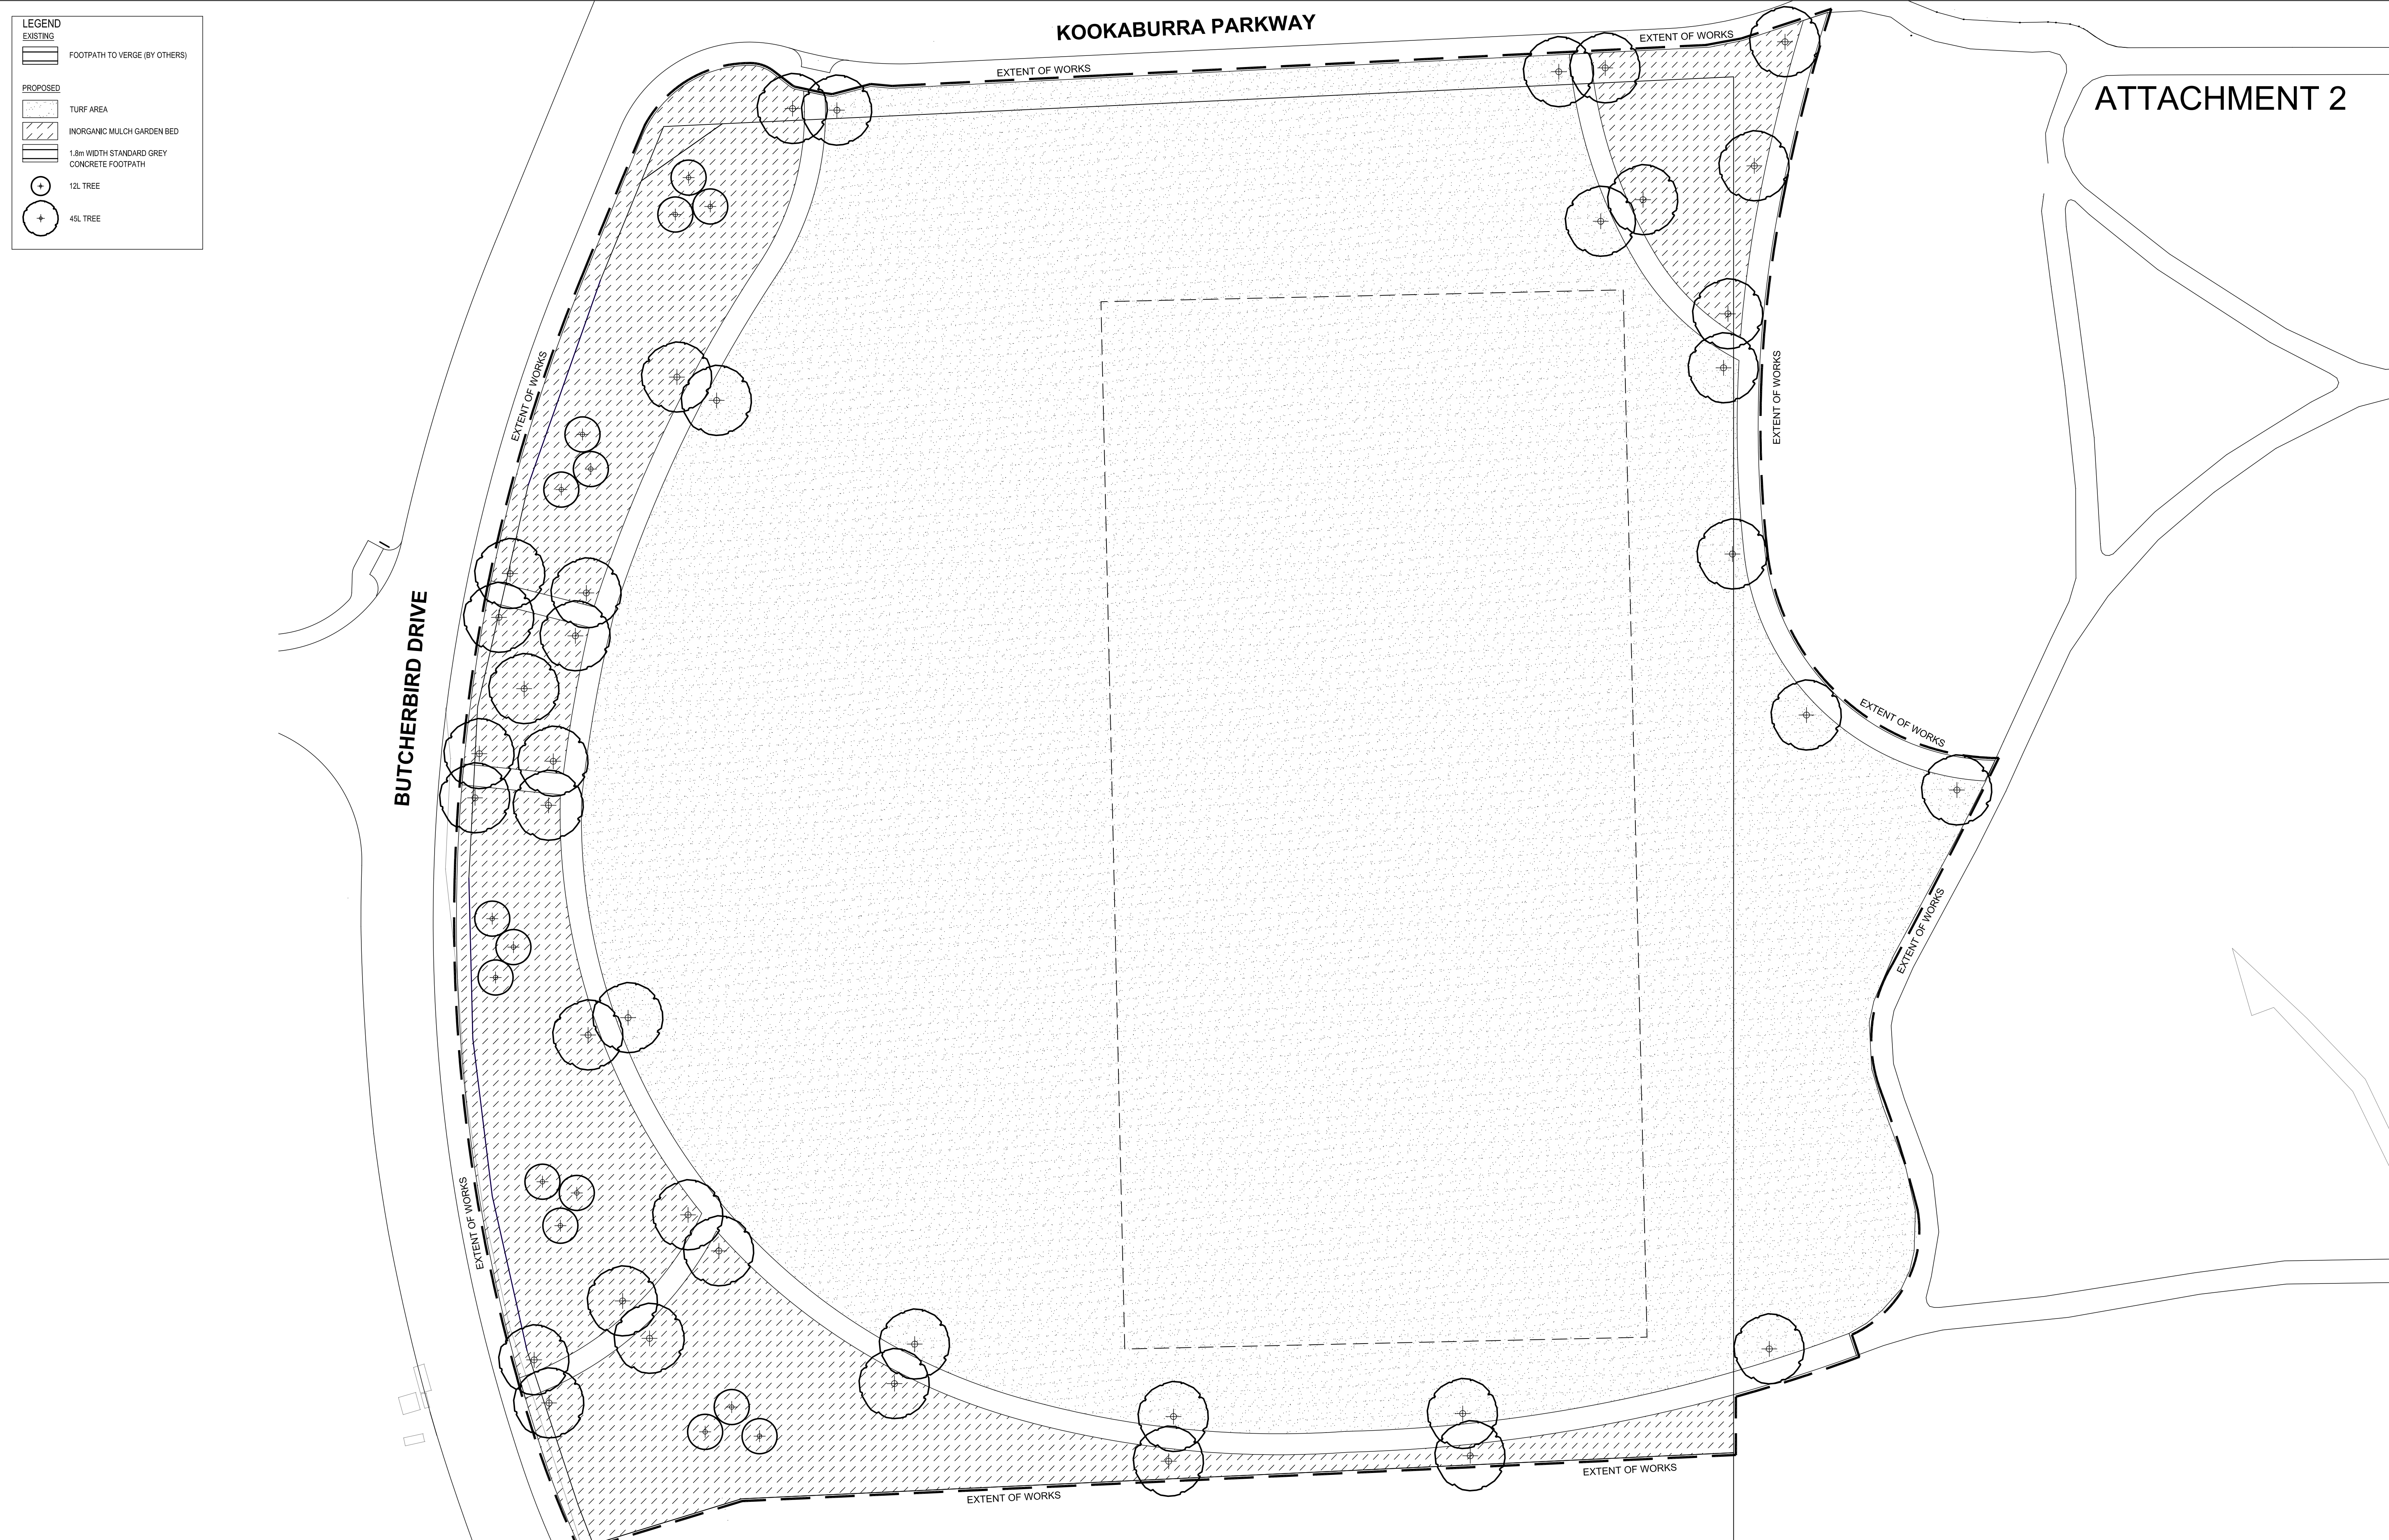 LEGEND
EXISTING
FOOTPATH TO VERGE (BY OTHERS)
PROPOSED
TURF AREA
INORGANIC MULCH GARDEN BED
1.8m WIDTH STANDARD GREY
CONCRETE FOOTPATH
12L TREE
45L TREE
KOOKABURRA PARKWAY
EXTENT OF WORKS
EXTENT OF WORKS
ATTACHMENT 2
EXTENT OF WORKS
EXTENT OF WORKS
BUTCHERBIRD DRIVE
EXTENT OF WORKS
EXTENT OF WORKS
EXTENT OF WORKS
EXTENT OF WORKS
EXTENT OF WORKS